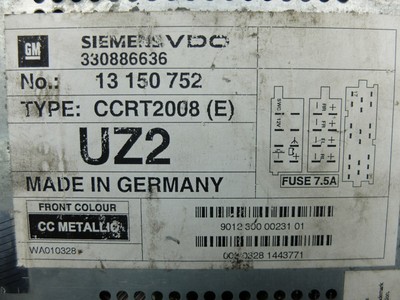 GM SIEMENS VDO
330886636
No.: 13 150 752
TYPE: CCRT2008 (E)
UZ2
MADE IN GERMANY
FUSE 7.5A
FRONT COLOUR
CC METALLIC
WA010328
9012 300 00231 01
0328 1443771